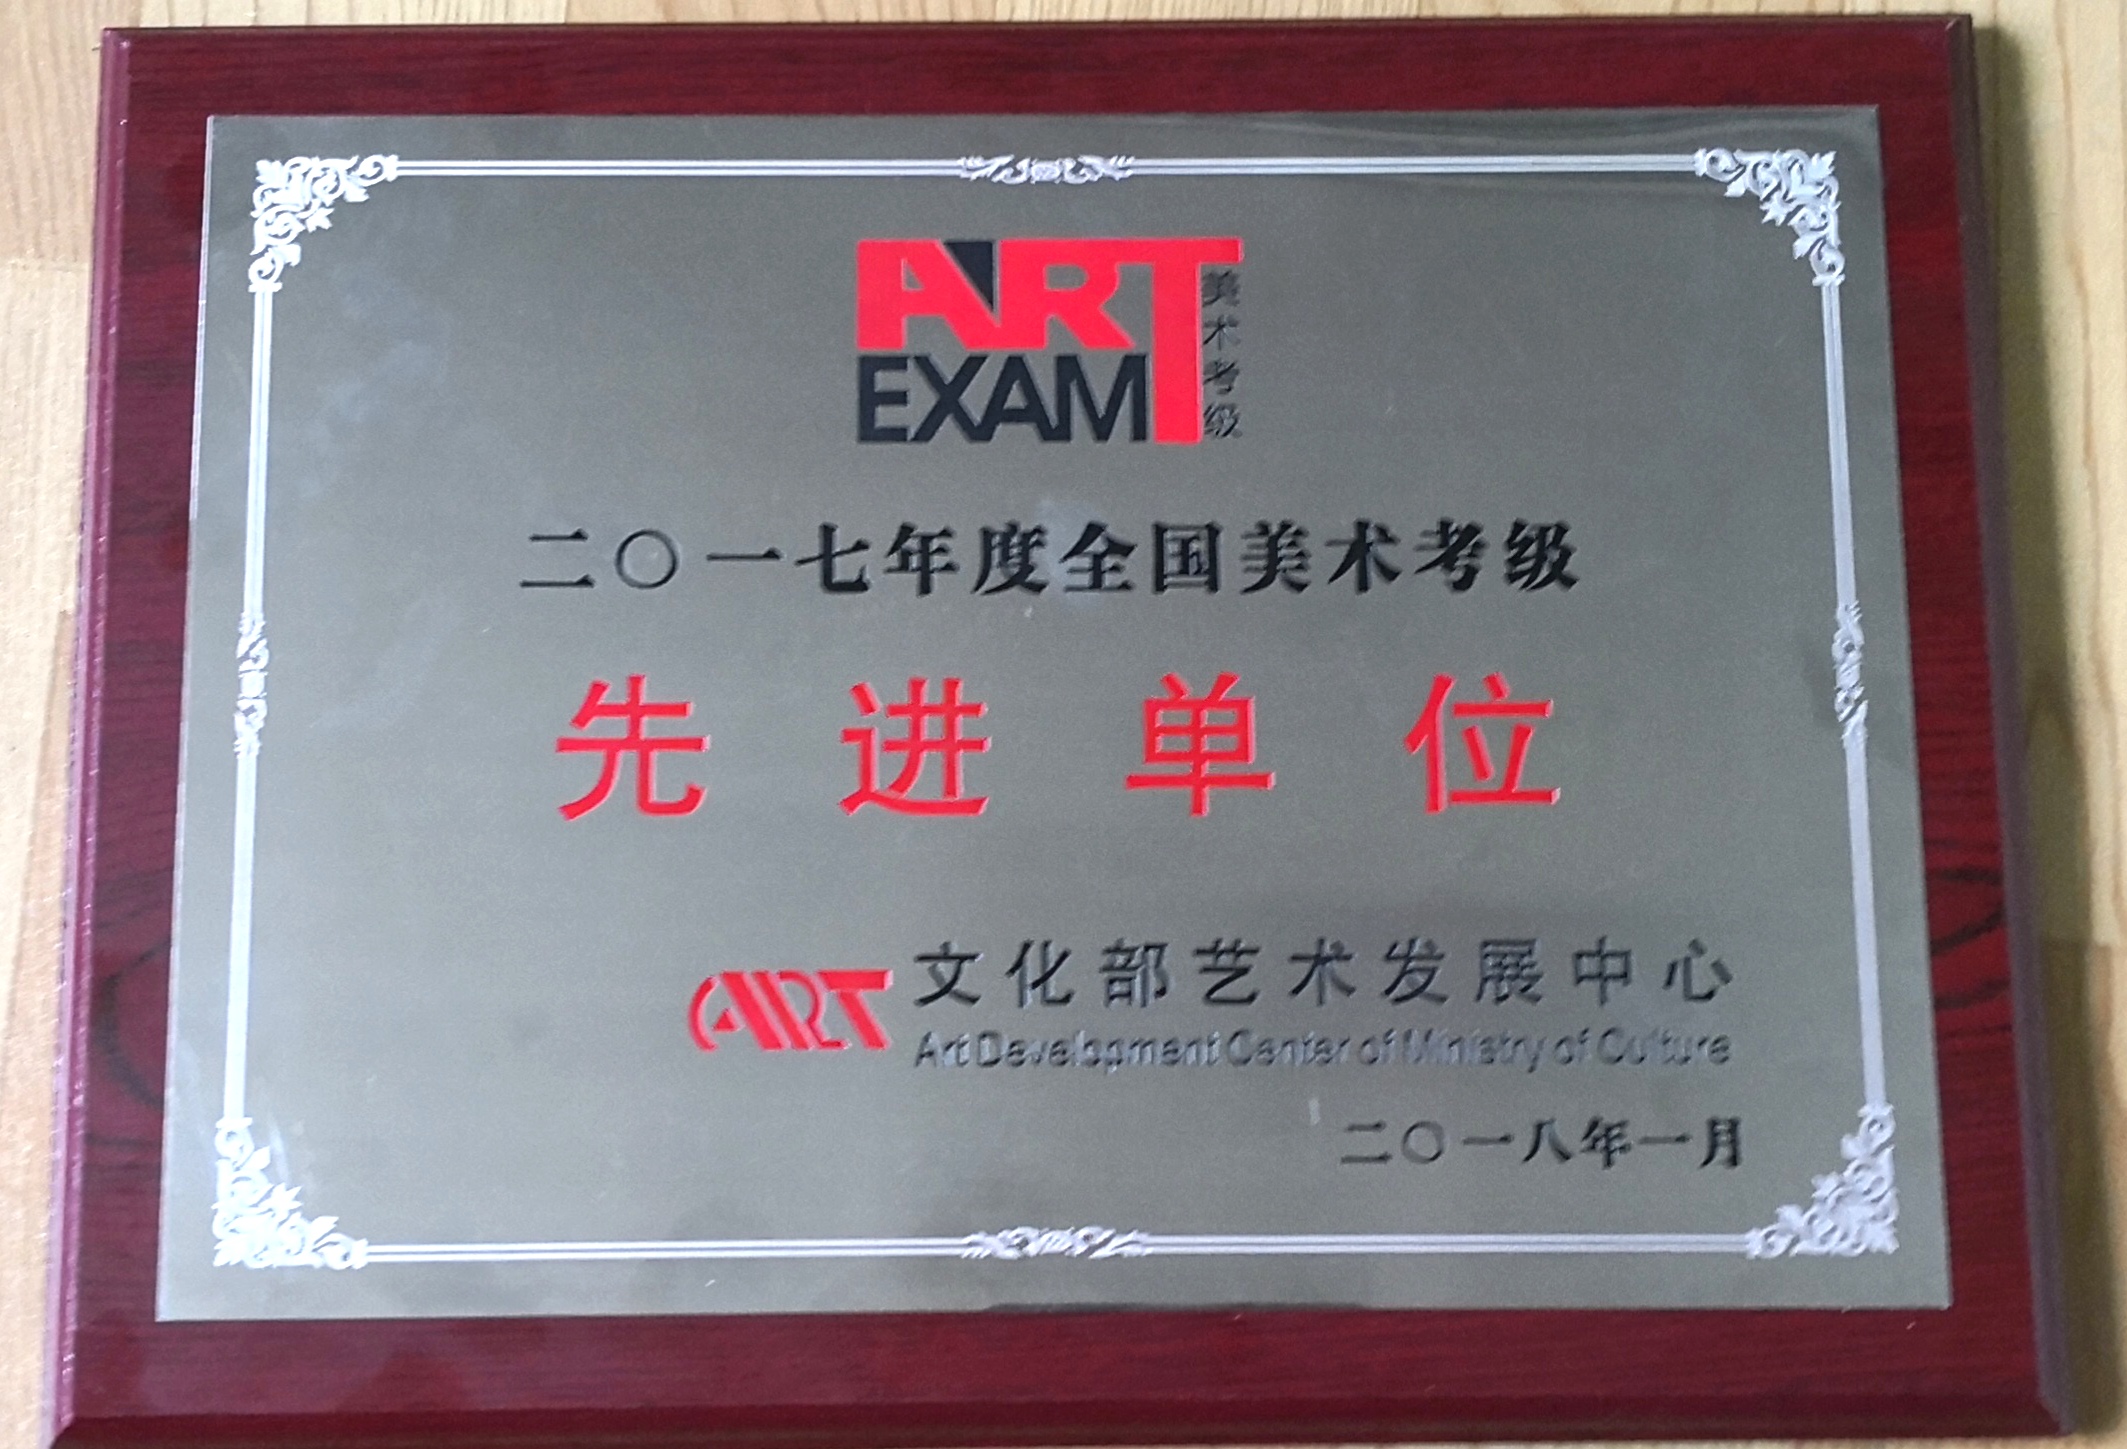 ART
EXAM
美术考级
二〇一七年度全国美术考级
先进单位
ART
文化部艺术发展中心
Art Development Center of Ministry of Culture
二〇一八年一月